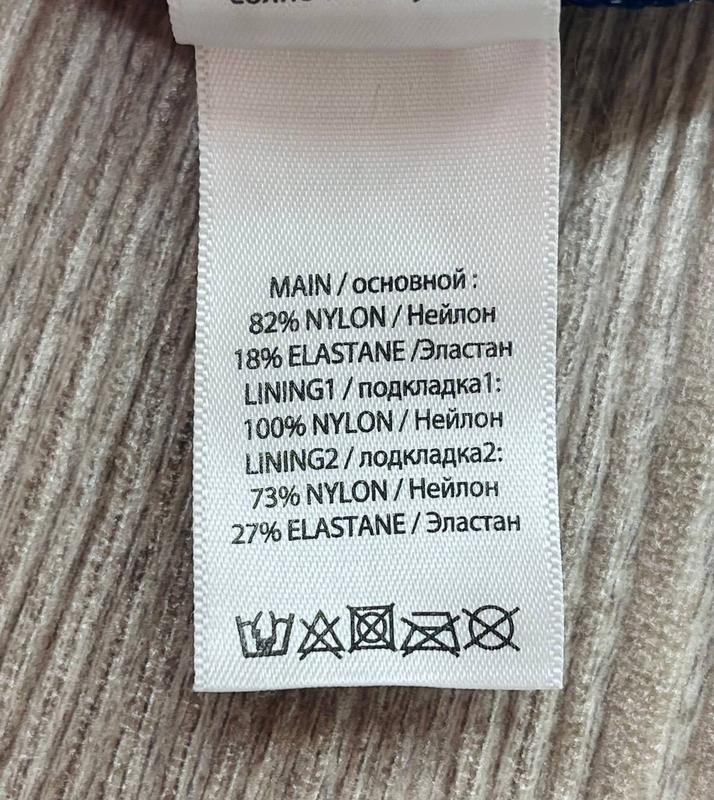 MAIN / основной :
82% NYLON / Нейлон
18% ELASTANE /Эластан
LINING1 / подкладка1:
100% NYLON / Нейлон
LINING2 / лодкладка2:
73% NYLON / Нейлон
27% ELASTANE / Эластан